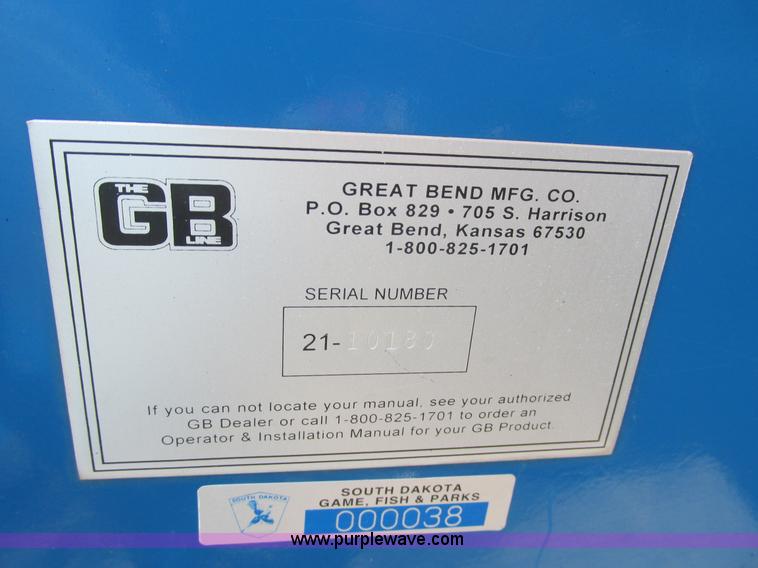 THE
GB
LINE
GREAT BEND MFG. CO.
P.O. Box 829 • 705 S. Harrison
Great Bend, Kansas 67530
1-800-825-1701
SERIAL NUMBER
21-
If you can not locate your manual, see your authorized
GB Dealer or call 1-800-825-1701 to order an
Operator & Installation Manual for your GB Product.
SOUTH DAKOTA
SOUTH DAKOTA
GAME, FISH & PARKS
000038
www.purplewave.com